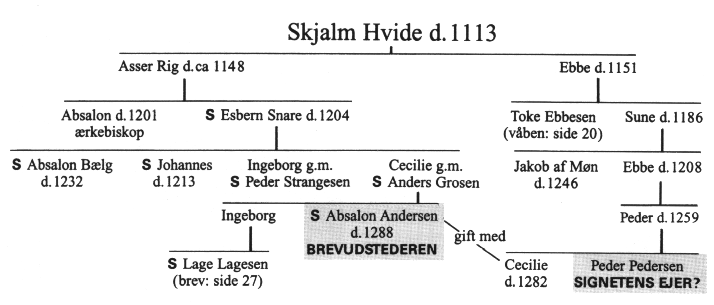 Skjalm Hvide d.1113
Asser Rig d.ca 1148
Ebbe d.1151
Absalon d.1201
ærkebiskop
S Esbern Snare d.1204
Toke Ebbesen
(våben: side 20)
Sune d.1186
S Absalon Bælg
d.1232
S Johannes
d.1213
Ingeborg g.m.
S Peder Strangesen
Cecilie g.m.
S Anders Grosen
Jakob af Møn
d.1246
Ebbe d.1208
Ingeborg
S Absalon Andersen
d.1288
BREVUDSTEDEREN
gift med
Peder d.1259
S Lage Lagesen
(brev: side 27)
Cecilie
d.1282
Peder Pedersen
SIGNETENS EJER?